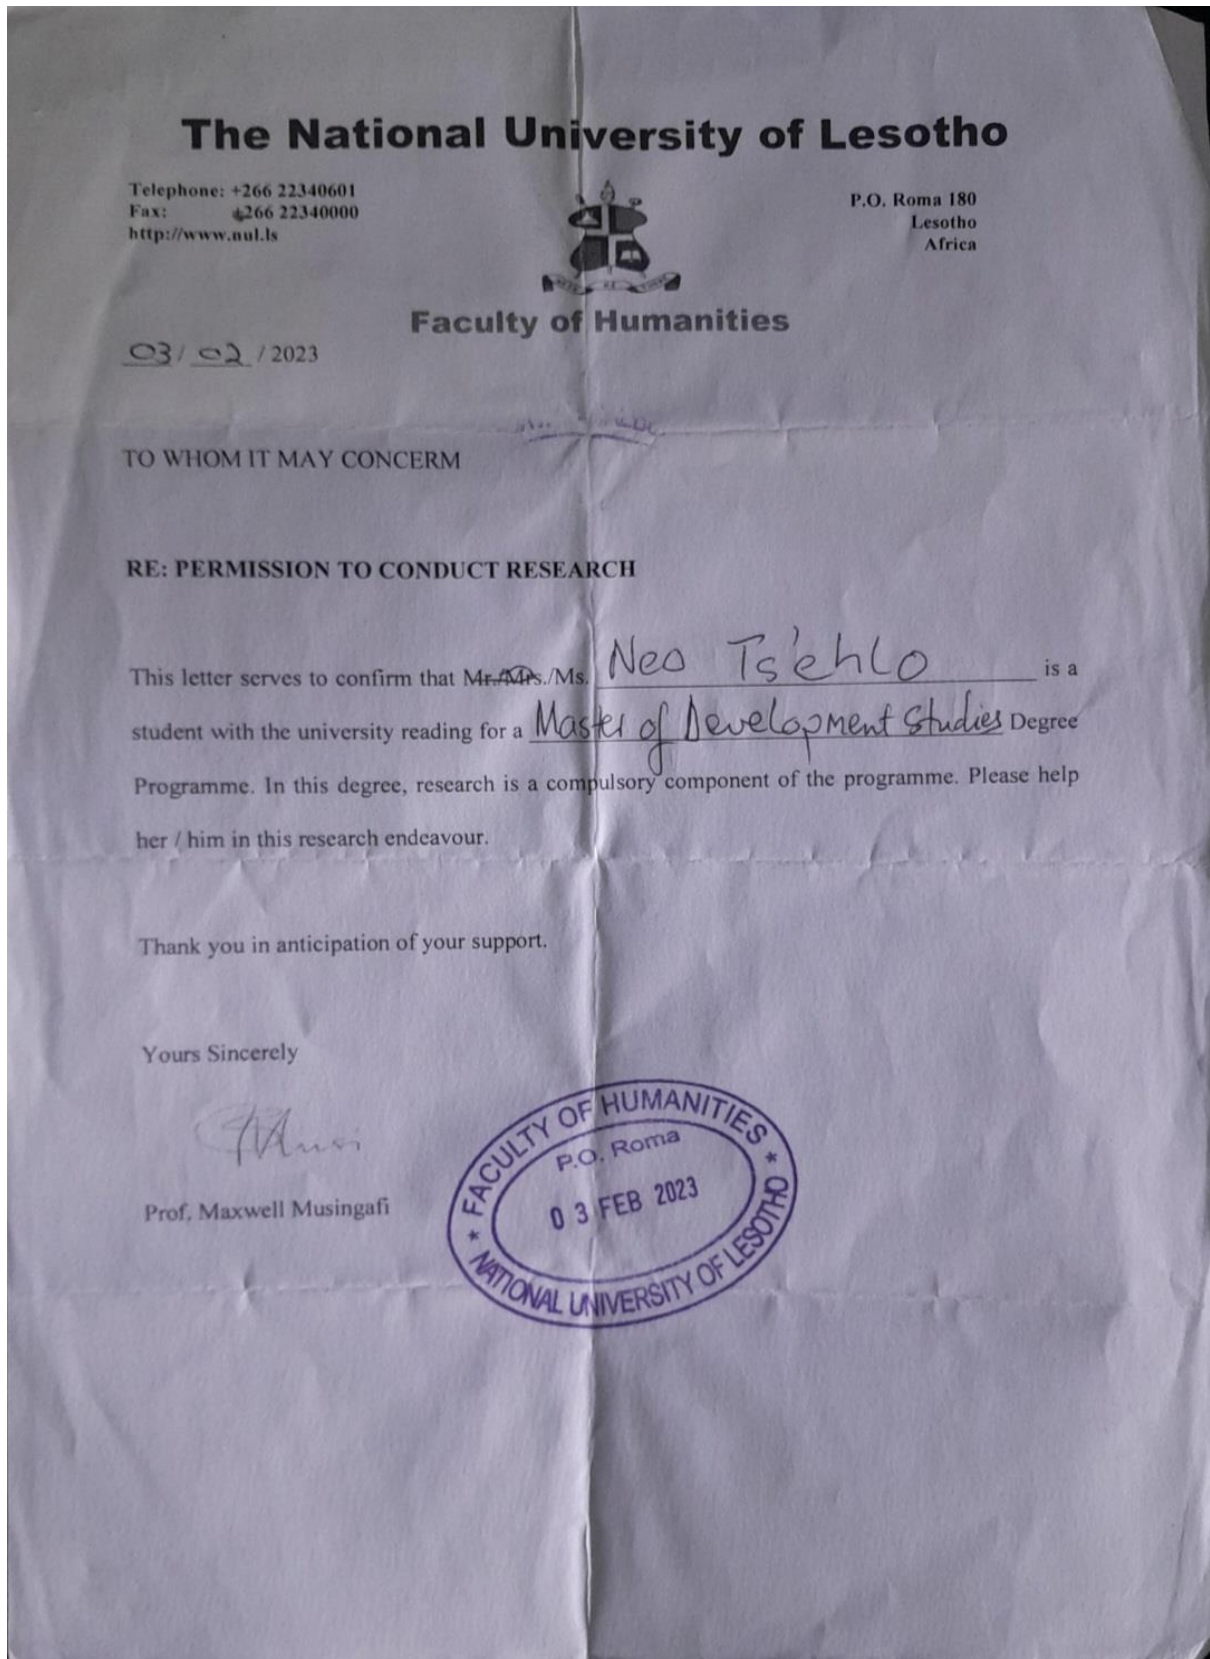 The National University of Lesotho
Telephone: +266 22340601
Fax: +266 22340000
http://www.nul.ls
P.O. Roma 180
Lesotho
Africa
Faculty of Humanities
03/ 02 / 2023
TO WHOM IT MAY CONCERM
RE: PERMISSION TO CONDUCT RESEARCH
This letter serves to confirm that Mr./Mrs./Ms. Neo Ts'ehlo is a
student with the university reading for a Master of Development Studies Degree
Programme. In this degree, research is a compulsory component of the programme. Please help
her / him in this research endeavour.
Thank you in anticipation of your support.
Yours Sincerely
Prof. Maxwell Musingafi
* FACULTY OF HUMANITIES *
P.O. Roma
03 FEB 2023
NATIONAL UNIVERSITY OF LESOTHO